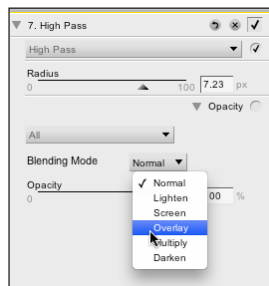 7. High Pass
High Pass
Radius
0 100 7.23 px
Opacity
All
Blending Mode Normal
Opacity
0 00 %
Normal
Lighten
Screen
Overlay
Multiply
Darken